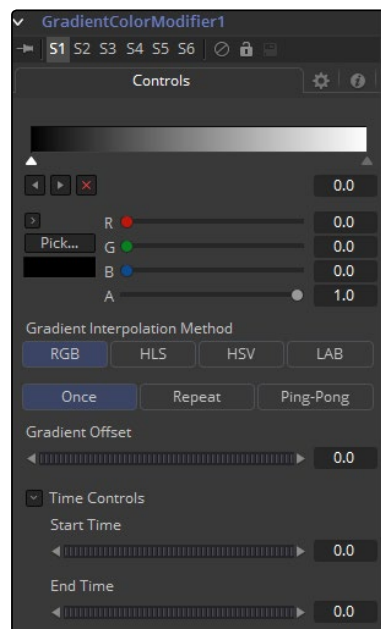 GradientColorModifier1
S1 S2 S3 S4 S5 S6
Controls
0.0
R 0.0
Pick... G 0.0
B 0.0
A 1.0
Gradient Interpolation Method
RGB HLS HSV LAB
Once Repeat Ping-Pong
Gradient Offset
0.0
Time Controls
Start Time
0.0
End Time
0.0